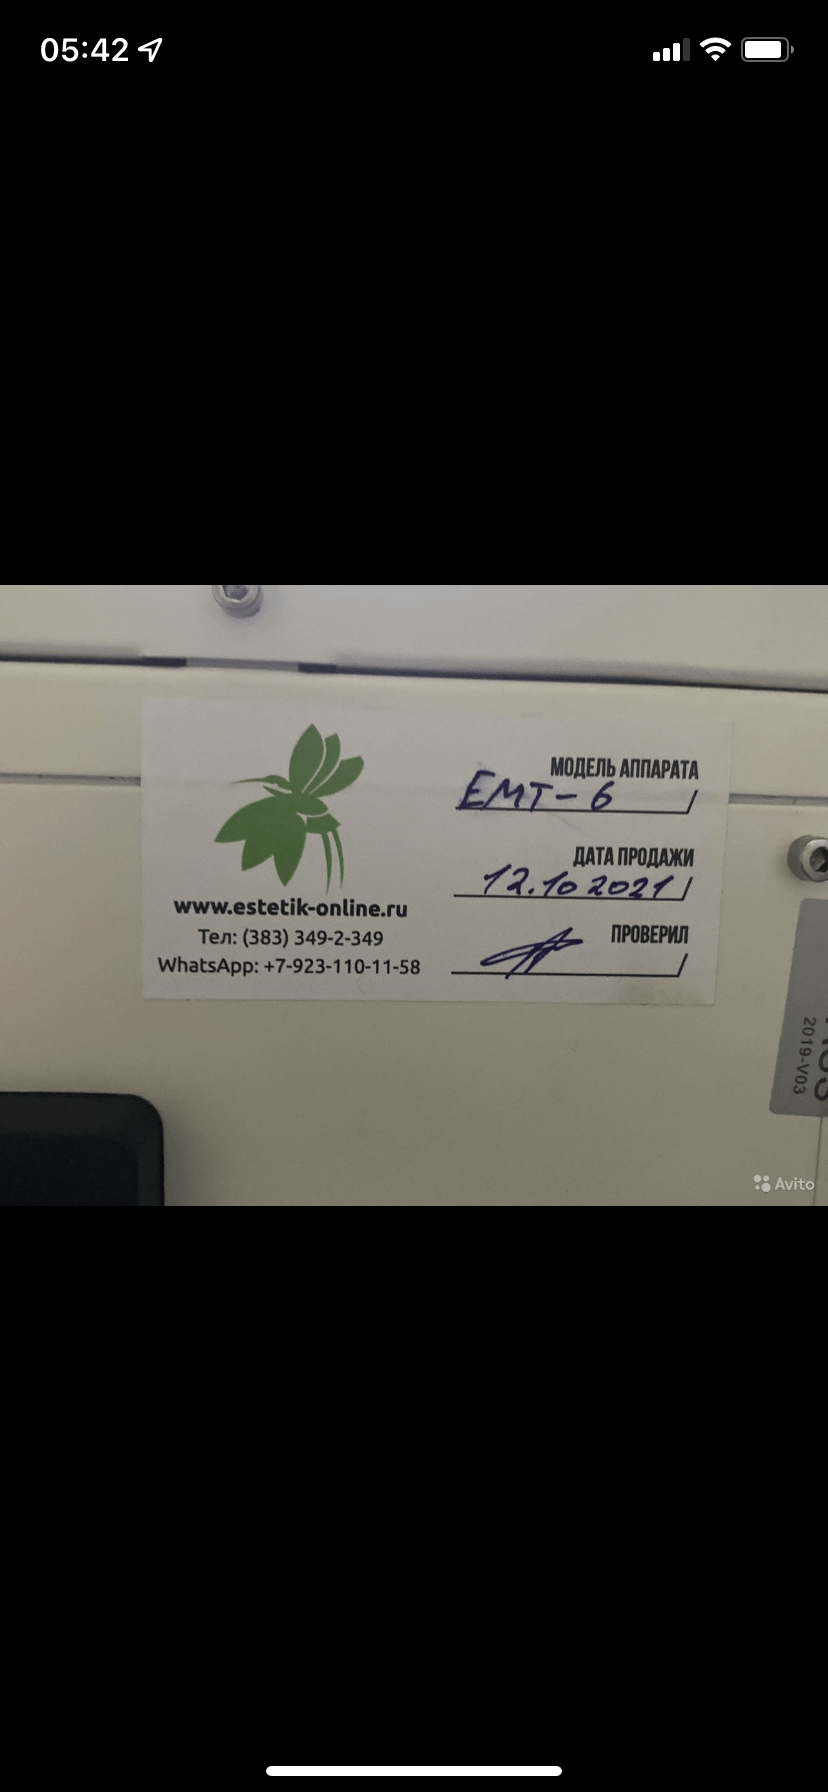 05:42
МОДЕЛЬ АППАРАТА
ЕМТ-6
ДАТА ПРОДАЖИ
12.10 2021
ПРОВЕРИЛ
www.estetik-online.ru
Тел: (383) 349-2-349
WhatsApp: +7-923-110-11-58
2019-V03
Avito